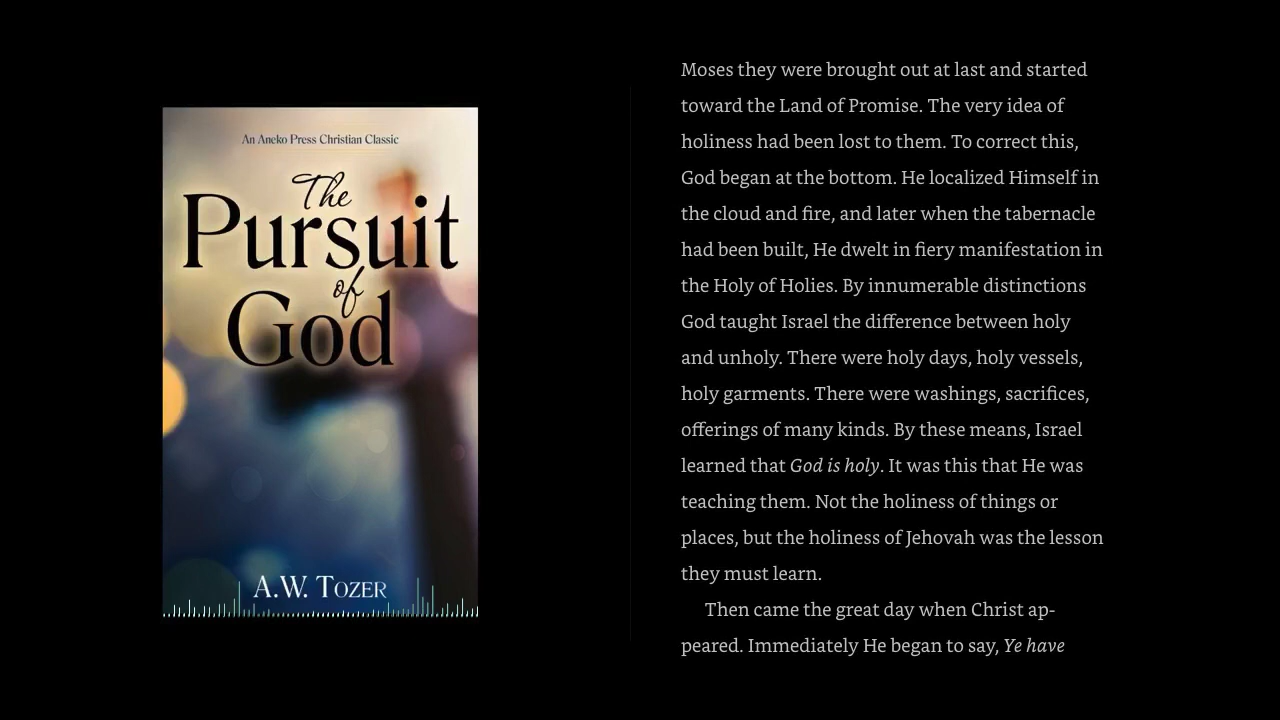 An Aneko Press Christian Classic
The
Pursuit
of
God
A.W. Tozer
Moses they were brought out at last and started
toward the Land of Promise. The very idea of
holiness had been lost to them. To correct this,
God began at the bottom. He localized Himself in
the cloud and fire, and later when the tabernacle
had been built, He dwelt in fiery manifestation in
the Holy of Holies. By innumerable distinctions
God taught Israel the difference between holy
and unholy. There were holy days, holy vessels,
holy garments. There were washings, sacrifices,
offerings of many kinds. By these means, Israel
learned that God is holy. It was this that He was
teaching them. Not the holiness of things or
places, but the holiness of Jehovah was the lesson
they must learn.
Then came the great day when Christ ap-
peared. Immediately He began to say, Ye have